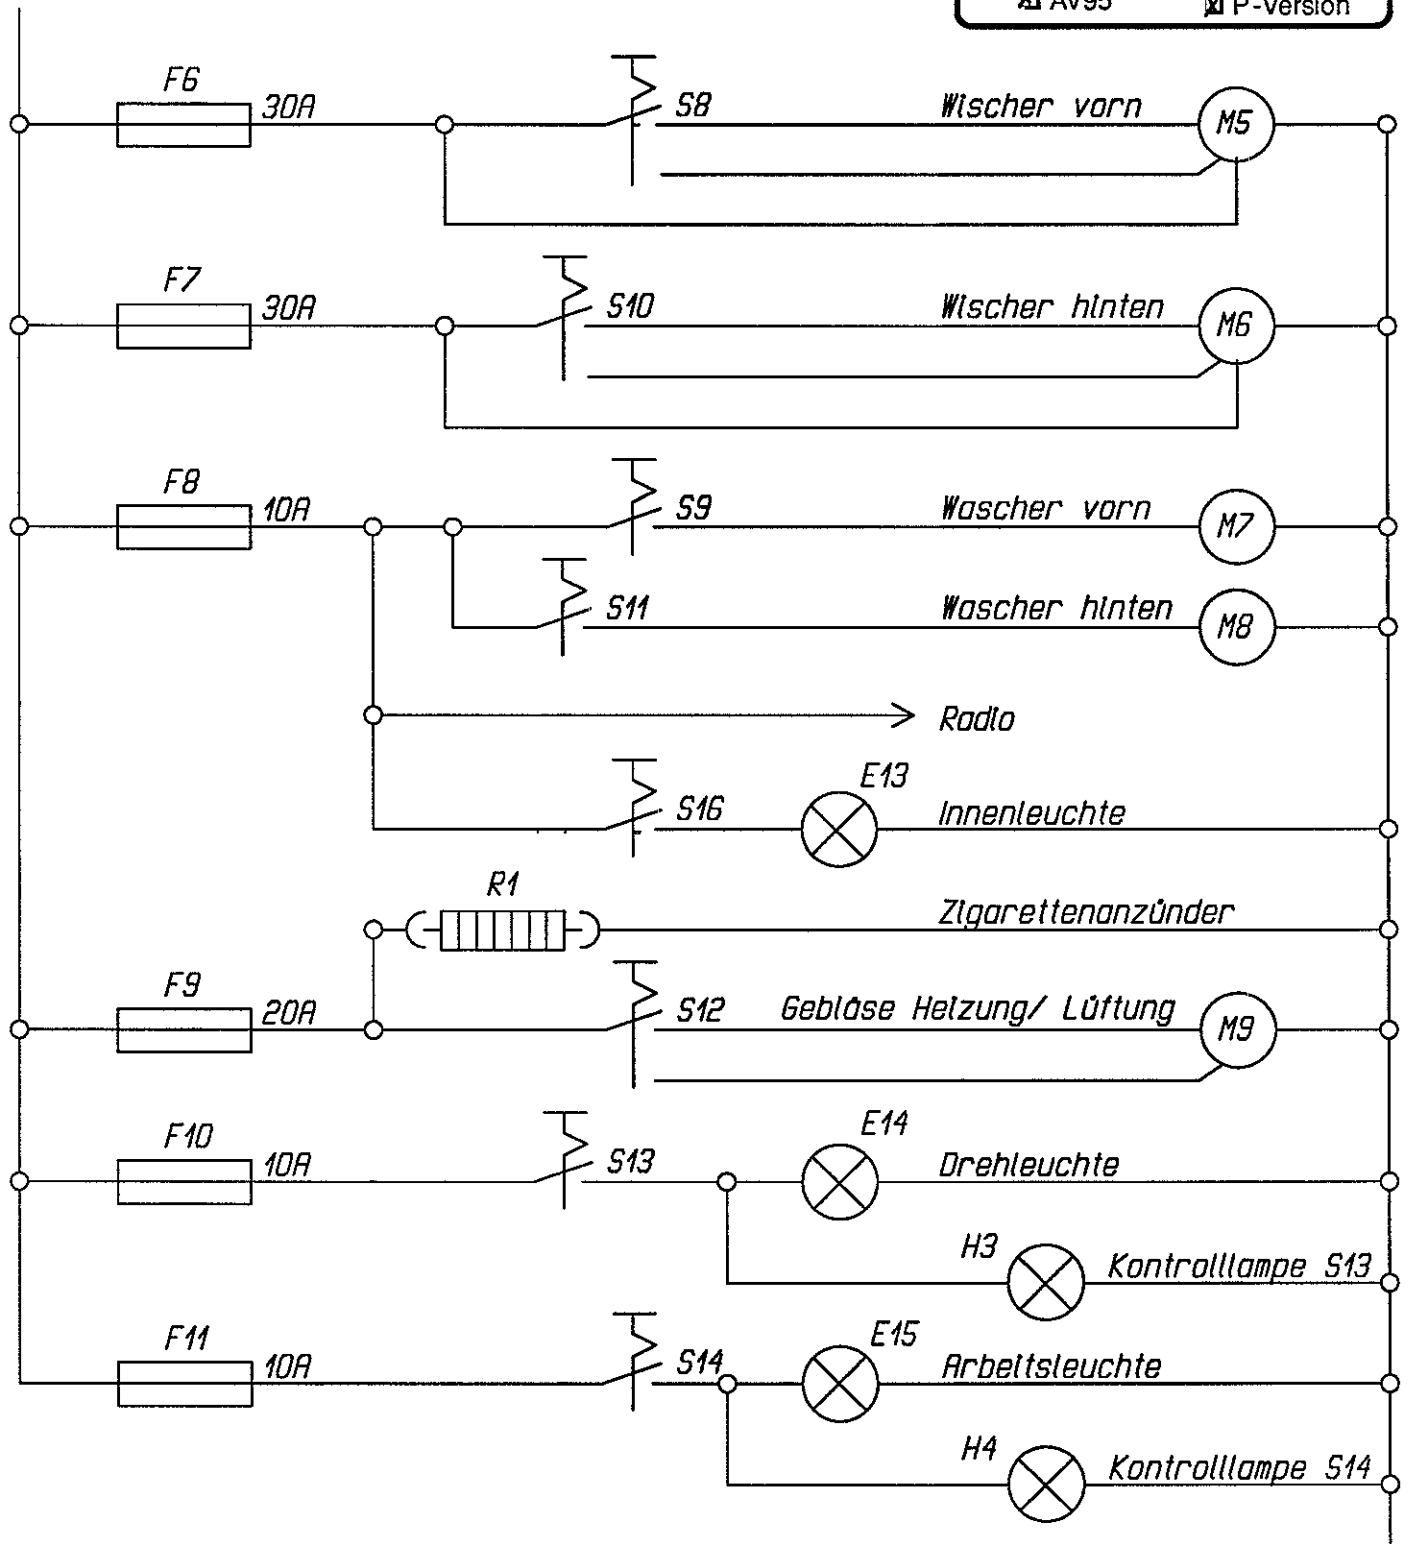 AV95 P-Version
F6 30A S8 Wischer vorn M5
F7 30A S10 Wischer hinten M6
F8 10A S9 Wascher vorn M7
S11 Wascher hinten M8
Radio
S16 E13 Innenleuchte
R1 Zigarettenanzünder
F9 20A S12 Gebläse Heizung/ Lüftung M9
F10 10A S13 E14 Drehleuchte
H3 Kontrolllampe S13
F11 10A S14 E15 Arbeitsleuchte
H4 Kontrolllampe S14